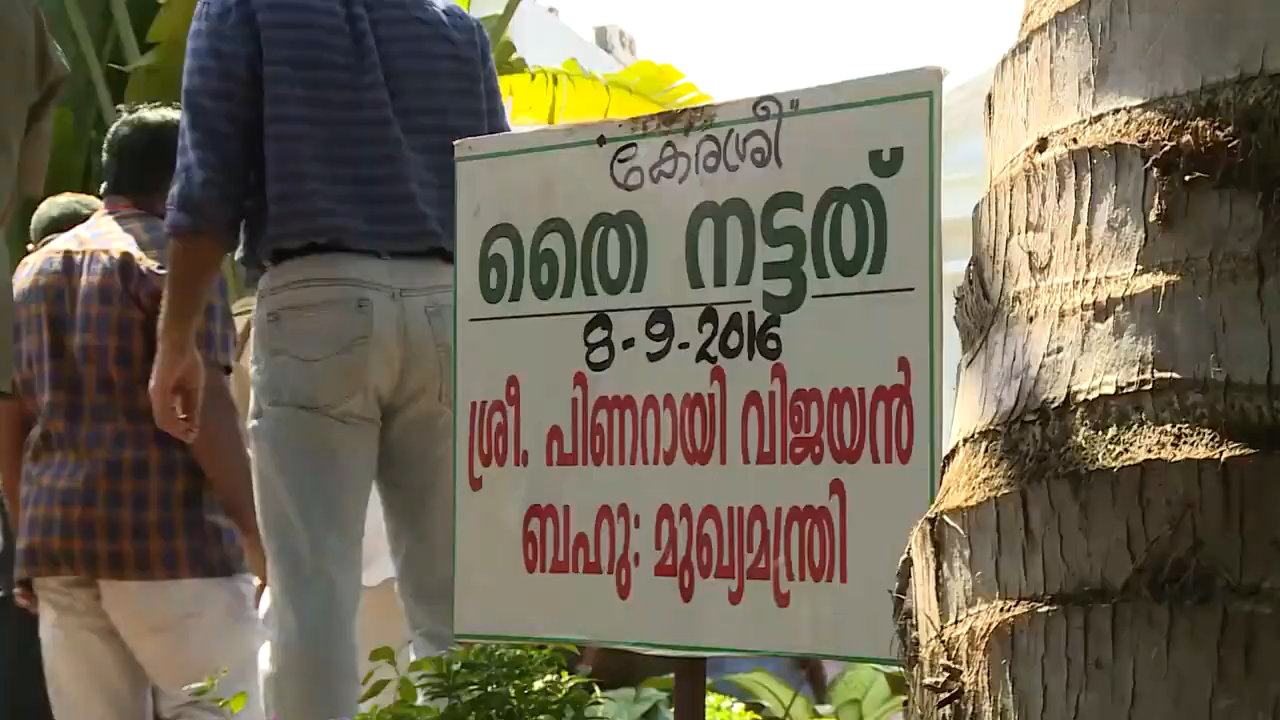 "കേരശ്രീ"
തൈ നട്ടത്
8-9-2016
ശ്രീ. പിണറായി വിജയൻ
ബഹു: മുഖ്യമന്ത്രി